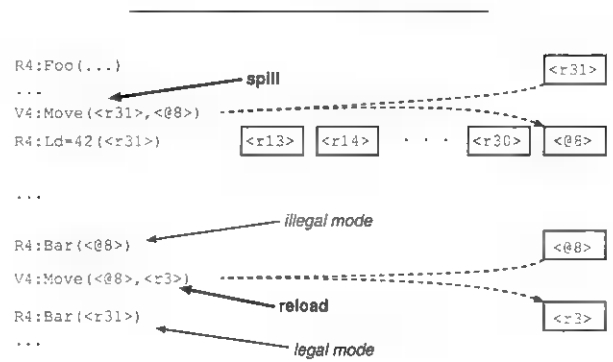 R4:Foo(...)
<r31>
...
spill
V4:Move(<r31>,<@8>)
R4:Ld=42(<r31>)
<r13> <r14> . . . <r30> <@8>
...
illegal mode
R4:Bar(<@8>)
<@8>
V4:Move(<@8>,<r3>)
reload
R4:Bar(<r31>)
<r3>
...
legal mode